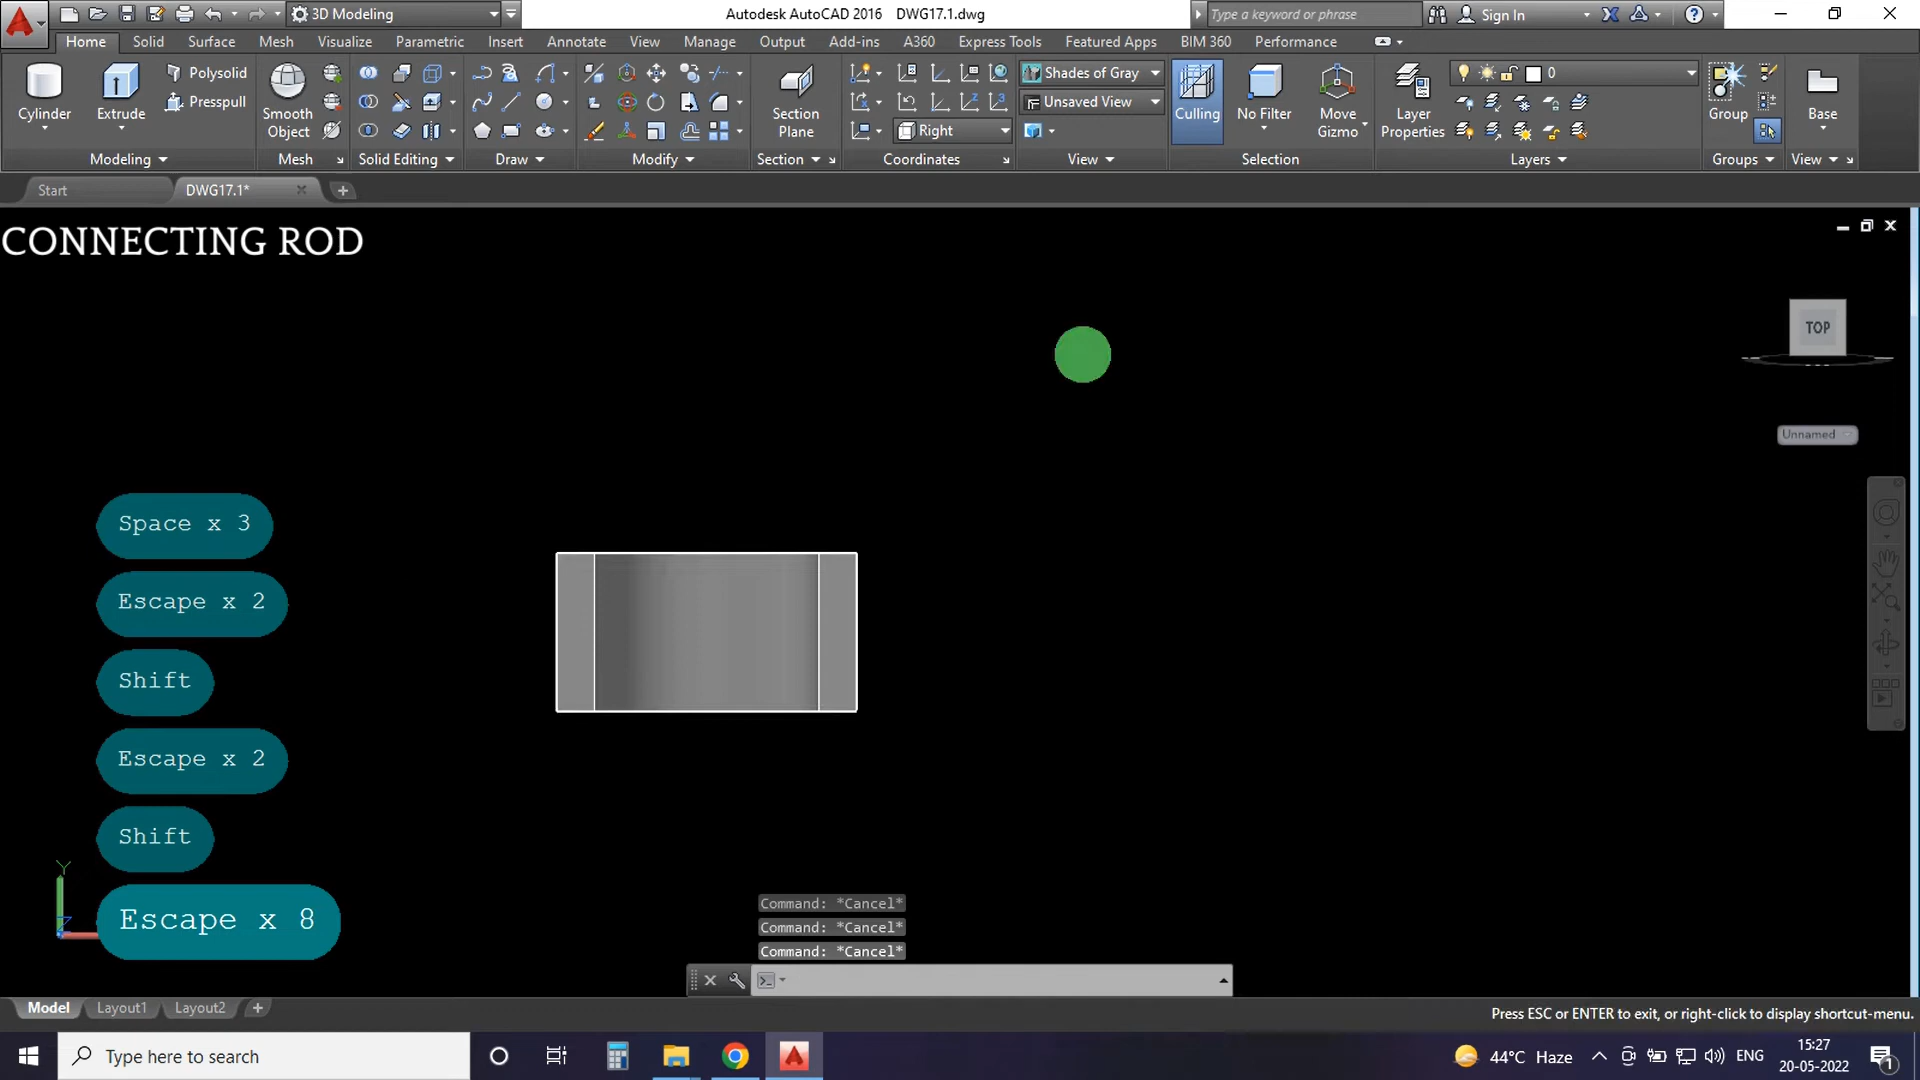 3D Modeling
Autodesk AutoCAD 2016 DWG17.1.dwg
Type a keyword or phrase
Sign In
Home Solid Surface Mesh Visualize Parametric Insert Annotate View Manage Output Add-ins A360 Express Tools Featured Apps BIM 360 Performance
Cylinder
Extrude
Polysolid
Presspull
Modeling
Smooth
Object
Mesh
Solid Editing
Draw
Modify
Section
Plane
Section
Right
Coordinates
Shades of Gray
Unsaved View
View
Culling
No Filter
Move
Gizmo
Selection
Layer
Properties
0
Layers
Group
Groups
Base
View
Start
DWG17.1*
CONNECTING ROD
TOP
Unnamed
Space x 3
Escape x 2
Shift
Escape x 2
Shift
Escape x 8
Y
Command: *Cancel*
Command: *Cancel*
Command: *Cancel*
Model Layout1 Layout2
Press ESC or ENTER to exit, or right-click to display shortcut-menu.
Type here to search
44°C Haze
ENG
15:27
20-05-2022
1